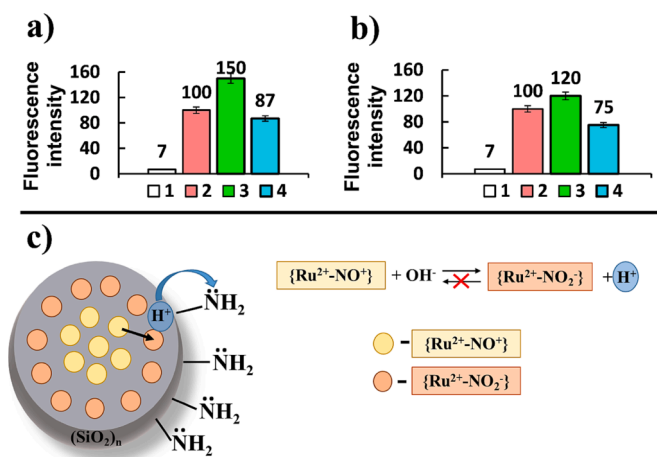 a)
Fluorescence intensity
160
120
80
40
0
7
100
150
87
1 2 3 4
b)
Fluorescence intensity
160
120
80
40
0
7
100
120
75
1 2 3 4
c)
H⁺
N̈H₂
N̈H₂
N̈H₂
N̈H₂
(SiO₂)ₙ
{Ru²⁺-NO⁺} + OH⁻ ⇄ {Ru²⁺-NO₂⁻} + H⁺
- {Ru²⁺-NO⁺}
- {Ru²⁺-NO₂⁻}